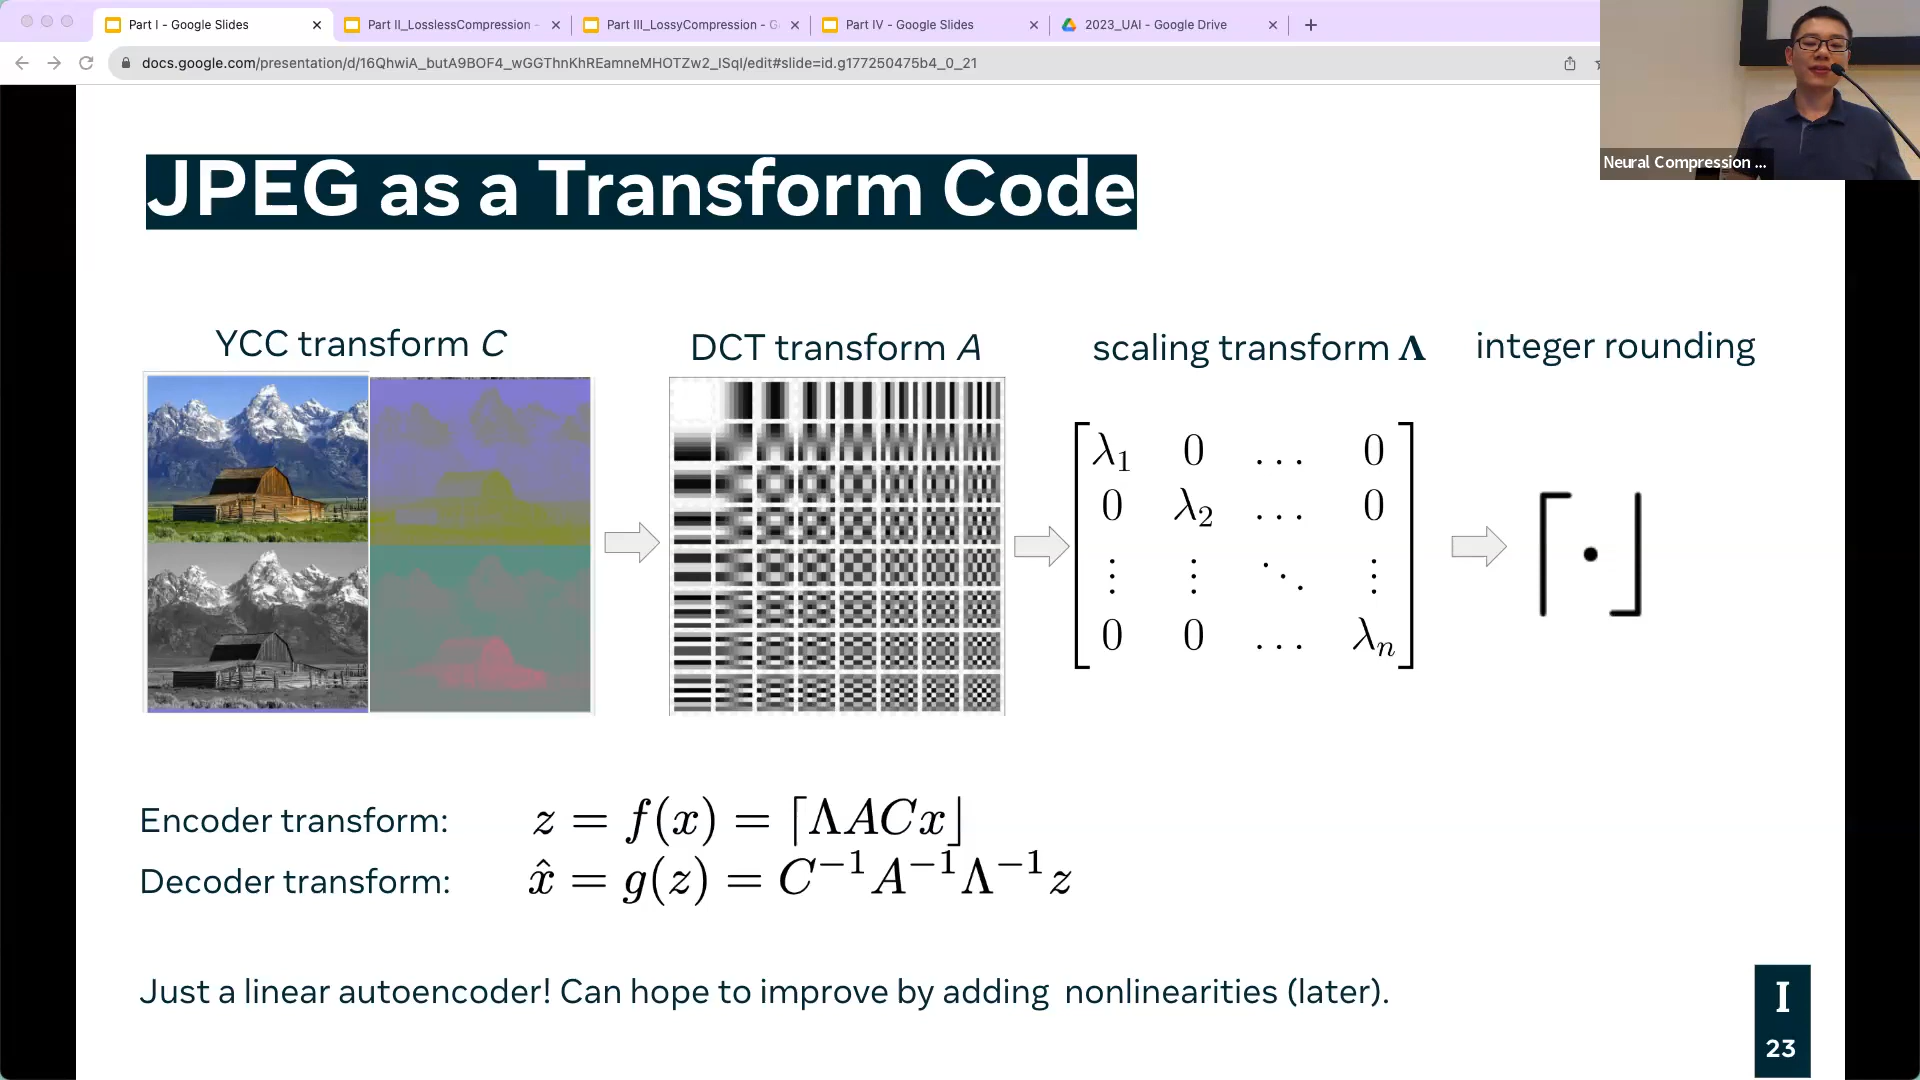 Part I - Google Slides
Part II_LosslessCompression -
Part III_LossyCompression - G
Part IV - Google Slides
2023_UAI - Google Drive
docs.google.com/presentation/d/16QhwiA_butA9BOF4_wGGThnKhREamneMHOTZw2_ISqI/edit#slide=id.g177250475b4_0_21
Neural Compression ...
JPEG as a Transform Code
YCC transform C
DCT transform A
scaling transform Λ
integer rounding
λ₁ 0 … 0
0 λ₂ … 0
⋮ ⋮ ⋱ ⋮
0 0 … λₙ
⌈·⌋
Encoder transform: z = f(x) = ⌈ΛACx⌋
Decoder transform: x̂ = g(z) = C⁻¹A⁻¹Λ⁻¹z
Just a linear autoencoder! Can hope to improve by adding nonlinearities (later).
I
23